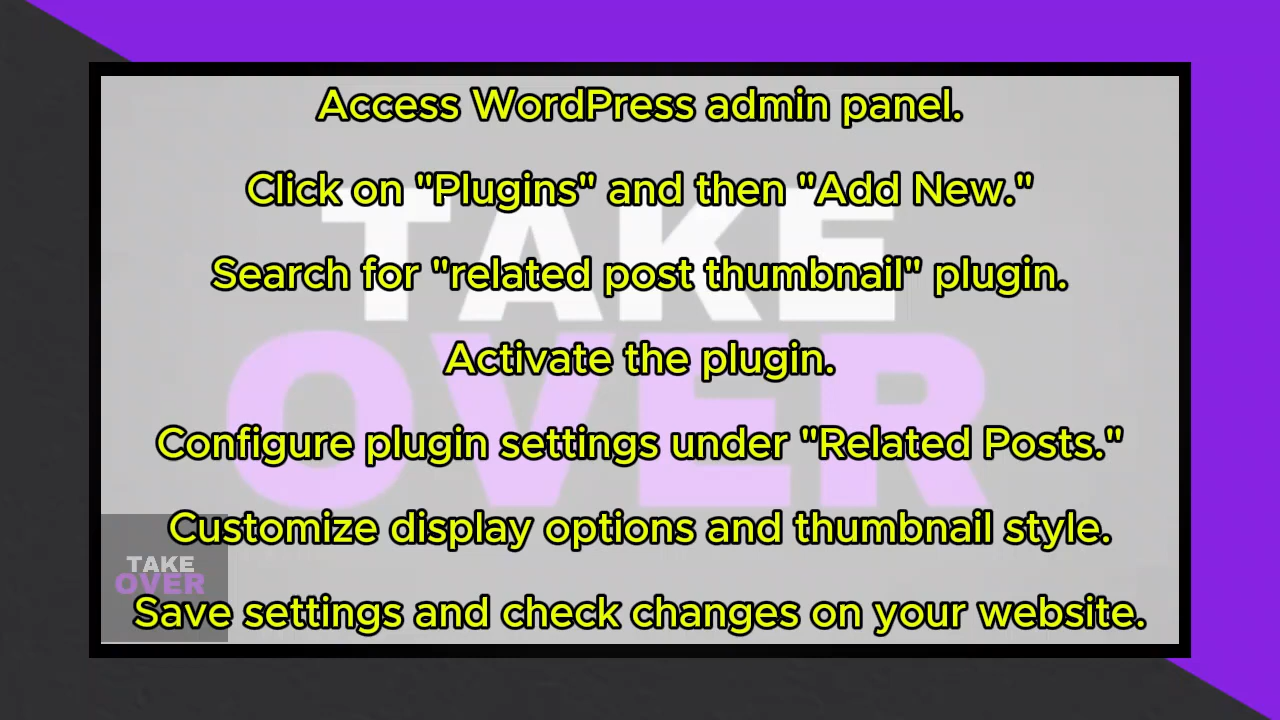 Access WordPress admin panel.
Click on "Plugins" and then "Add New."
Search for "related post thumbnail" plugin.
Activate the plugin.
Configure plugin settings under "Related Posts."
Customize display options and thumbnail style.
Save settings and check changes on your website.
TAKE
OVER
TAKE
OVER